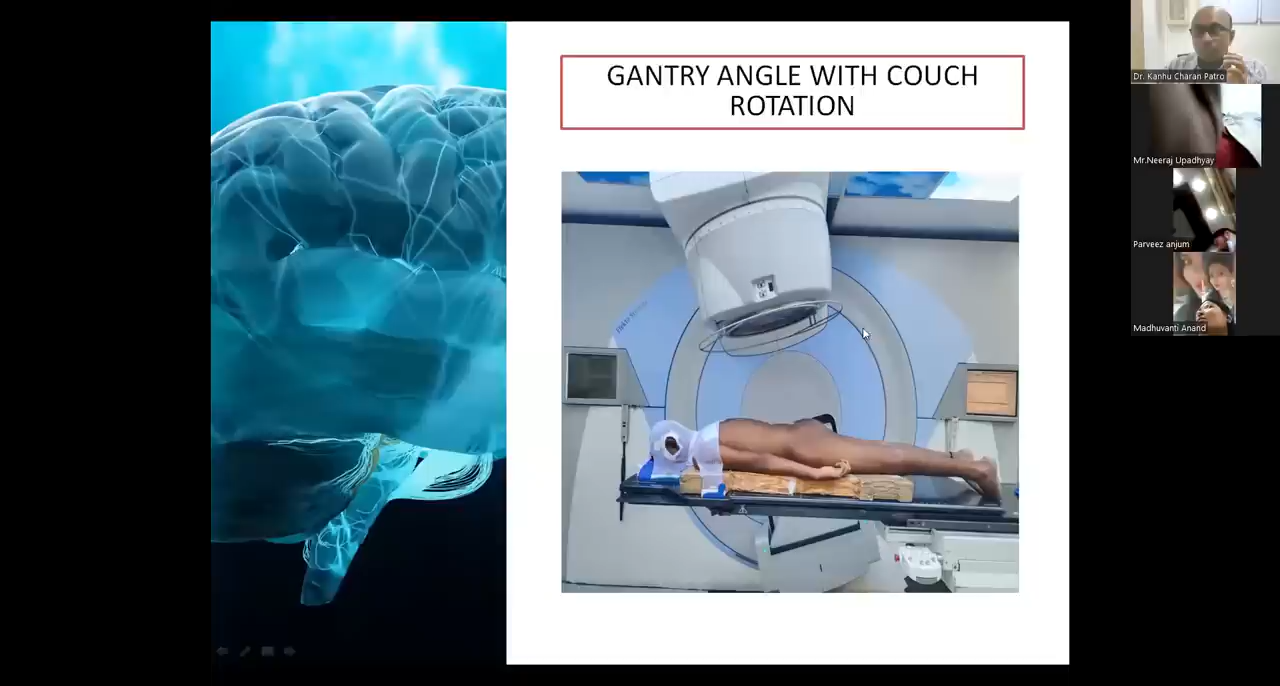 GANTRY ANGLE WITH COUCH
ROTATION
Dr. Kanhu Charan Patro
Mr.Neeraj Upadhyay
Parveez anjum
Madhuvanti Anand